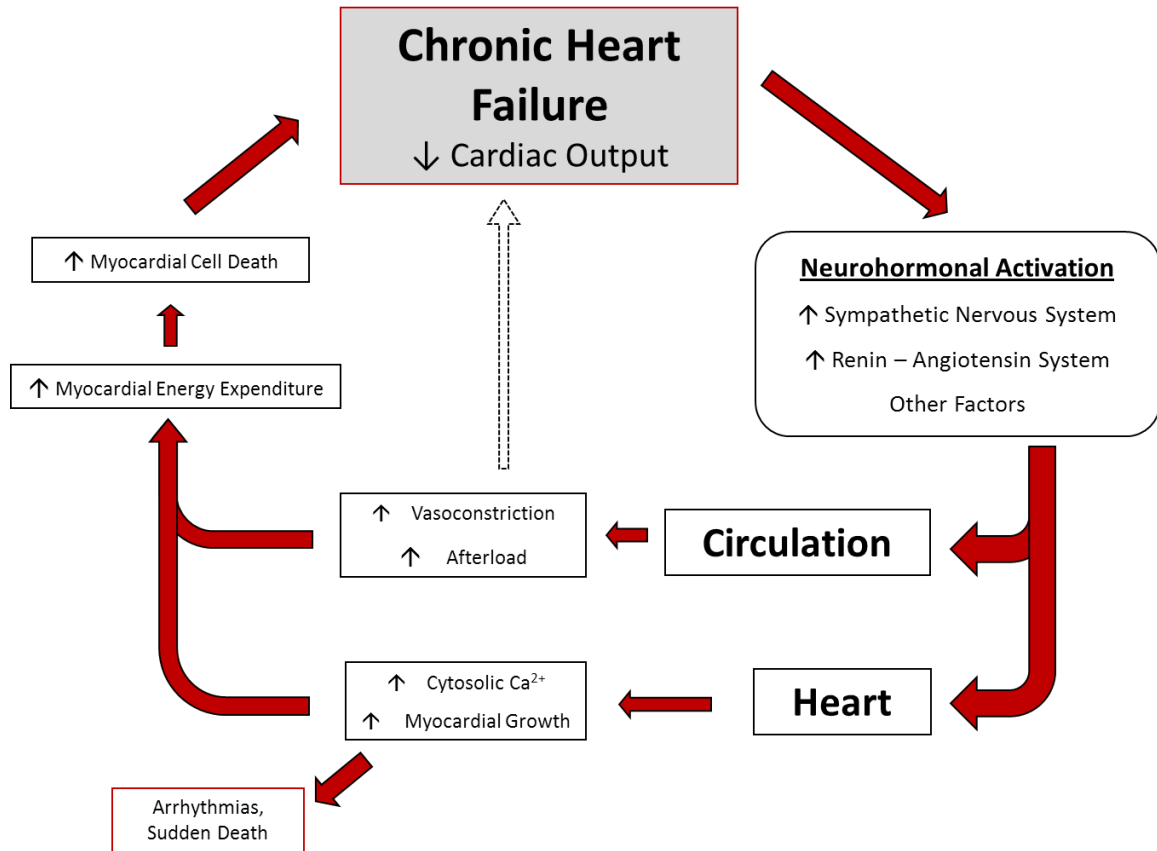 Chronic Heart
Failure
↓ Cardiac Output
↑ Myocardial Cell Death
Neurohormonal Activation
↑ Sympathetic Nervous System
↑ Renin – Angiotensin System
Other Factors
↑ Myocardial Energy Expenditure
↑ Vasoconstriction
↑ Afterload
Circulation
↑ Cytosolic Ca²⁺
↑ Myocardial Growth
Heart
Arrhythmias,
Sudden Death